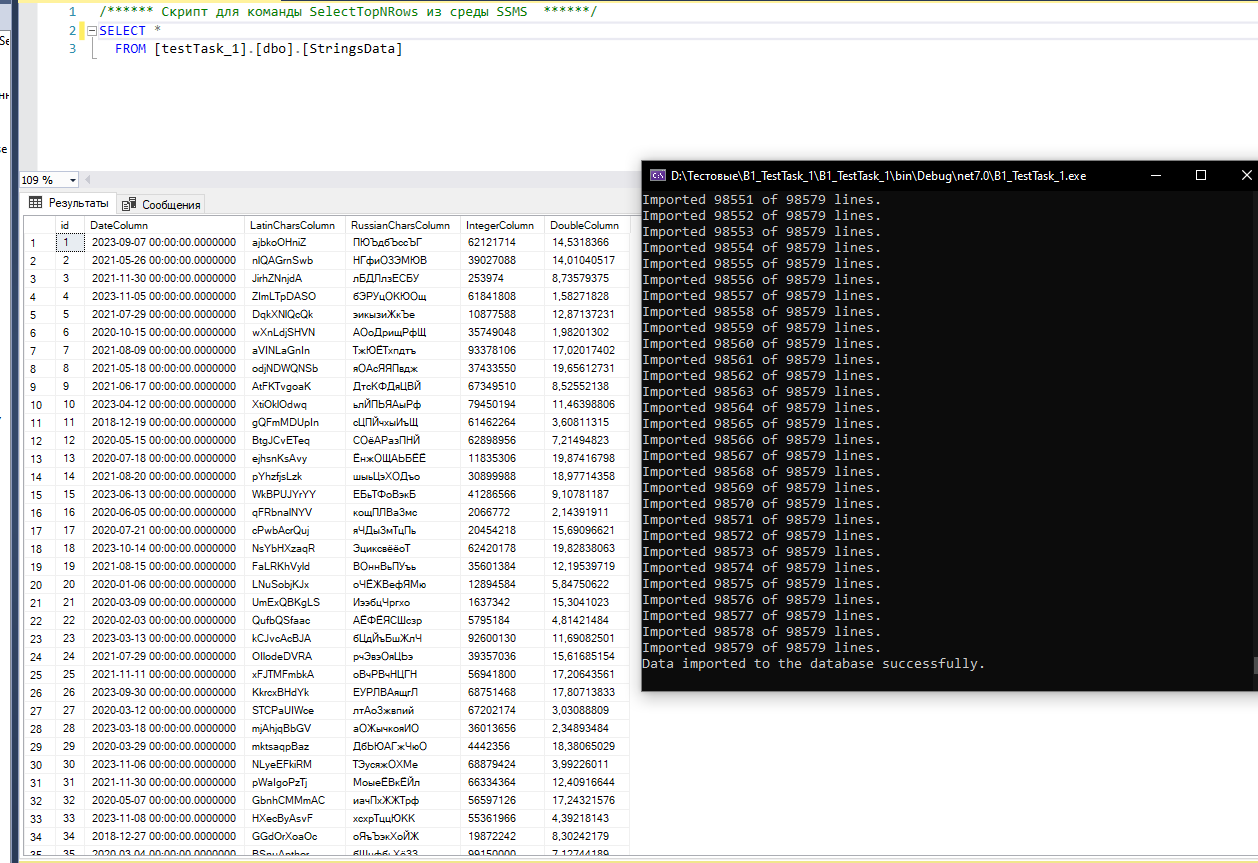 1 /****** Скрипт для команды SelectTopNRows из среды SSMS ******/
2 SELECT *
3 FROM [testTask_1].[dbo].[StringsData]
109 %
Результаты Сообщения
id DateColumn LatinCharsColumn RussianCharsColumn IntegerColumn DoubleColumn
1 1 2023-09-07 00:00:00.0000000 ajbkoOHniZ ПЮЪдбЪссЪГ 62121714 14,5318366
2 2 2021-05-26 00:00:00.0000000 nIQAGrnSwb НГфиОЗЭМЮВ 39027088 14,01040517
3 3 2021-11-30 00:00:00.0000000 JirhZNnjdA лБДЛлзЕСБУ 253974 8,73579375
4 4 2023-11-05 00:00:00.0000000 ZlmLTpDASO бЭРУцОКЮОщ 61841808 1,58271828
5 5 2021-07-29 00:00:00.0000000 DqkXNlQcQk эикызиЖкЪе 10877588 12,87137231
6 6 2020-10-15 00:00:00.0000000 wXnLdjSHVN АОоДрищРфЩ 35749048 1,98201302
7 7 2021-08-09 00:00:00.0000000 aVINLaGnIn ТжЮЁТхпдтъ 93378106 17,02017402
8 8 2021-05-18 00:00:00.0000000 odjNDWQNSb яОАсЯЯПвдж 37433550 19,65612731
9 9 2021-06-17 00:00:00.0000000 AtFKTvgoaK ДтсКФДяЦВЙ 67349510 8,52552138
10 10 2023-04-12 00:00:00.0000000 XtiOklOdwq ьлЙПЬЯАыРф 79450194 11,46398806
11 11 2018-12-19 00:00:00.0000000 gQFmMDUpIn сЦПЙчхыИъЩ 61462264 3,60811315
12 12 2020-05-15 00:00:00.0000000 BtgJCvETeq СОёАРазПНЙ 62898956 7,21494823
13 13 2020-07-18 00:00:00.0000000 ejhsnKsAvy ЁнжОЩАЬБЁЁ 11835306 19,87416798
14 14 2021-08-20 00:00:00.0000000 pYhzfjsLzk шыьЦэХОДъо 30899988 18,97714358
15 15 2023-06-13 00:00:00.0000000 WkBPUJYrYY ЕБьТФоВэкБ 41286566 9,10781187
16 16 2020-06-05 00:00:00.0000000 qFRbnalNYV кощПЛВаЗмс 2066772 2,14391911
17 17 2020-07-21 00:00:00.0000000 cPwbAcrQuj яЧДыЗмТцПь 20454218 15,69096621
18 18 2023-10-14 00:00:00.0000000 NsYbHXzaqR ЭциксвёёоТ 62420178 19,82838063
19 19 2021-08-15 00:00:00.0000000 FaLRKhVyld ВОннВьПУъь 35601384 12,19539719
20 20 2020-01-06 00:00:00.0000000 LNuSobjKJx оЧЁЖВефЯМю 12894584 5,84750622
21 21 2020-03-09 00:00:00.0000000 UmExQBKgLS ИззбцЧргхо 1637342 15,3041023
22 22 2020-02-03 00:00:00.0000000 QufbQSfaac АЁФЁЯСШсзр 5795184 4,81421484
23 23 2023-03-13 00:00:00.0000000 kCJvcAcBJA бЦдЙъБшЖлЧ 92600130 11,69082501
24 24 2021-07-29 00:00:00.0000000 OllodeDVRA рчЭвзОяЦЬэ 39357036 15,61685154
25 25 2021-11-11 00:00:00.0000000 xFJTMFmbkA оВчРВчНЦГН 56941800 17,20643561
26 26 2023-09-30 00:00:00.0000000 KkrcxBHdYk ЕУРЛВАящгЛ 68751468 17,80713833
27 27 2020-03-12 00:00:00.0000000 STCPaUIWce лтАоЗжвпий 67202174 3,03088809
28 28 2023-03-18 00:00:00.0000000 mjAhjqBbGV аОЖычкояИО 36013656 2,34893484
29 29 2020-03-29 00:00:00.0000000 mktsaqpBaz ДбЬЮАГжЧюО 4442356 18,38065029
30 30 2023-11-06 00:00:00.0000000 NLyeEFkiRM ТЭусяжОХМе 68879424 3,99226011
31 31 2021-11-30 00:00:00.0000000 pWaIgoPzTj МоыеЁВкЁЙл 66334364 12,40916644
32 32 2020-05-07 00:00:00.0000000 GbnhCMMmAC иачПхЖЖТрф 56597126 17,24321576
33 33 2023-11-08 00:00:00.0000000 HXecByAsvF хсхрТццЮКК 55361966 4,39218143
34 34 2018-12-27 00:00:00.0000000 GGdOrXoaOc оЯъЪэкХоЙЖ 19872242 8,30242179
35 35 2020-03-04 00:00:00.0000000 99150000 7,12744189
D:\Тестовые\B1_TestTask_1\B1_TestTask_1\bin\Debug\net7.0\B1_TestTask_1.exe
Imported 98551 of 98579 lines.
Imported 98552 of 98579 lines.
Imported 98553 of 98579 lines.
Imported 98554 of 98579 lines.
Imported 98555 of 98579 lines.
Imported 98556 of 98579 lines.
Imported 98557 of 98579 lines.
Imported 98558 of 98579 lines.
Imported 98559 of 98579 lines.
Imported 98560 of 98579 lines.
Imported 98561 of 98579 lines.
Imported 98562 of 98579 lines.
Imported 98563 of 98579 lines.
Imported 98564 of 98579 lines.
Imported 98565 of 98579 lines.
Imported 98566 of 98579 lines.
Imported 98567 of 98579 lines.
Imported 98568 of 98579 lines.
Imported 98569 of 98579 lines.
Imported 98570 of 98579 lines.
Imported 98571 of 98579 lines.
Imported 98572 of 98579 lines.
Imported 98573 of 98579 lines.
Imported 98574 of 98579 lines.
Imported 98575 of 98579 lines.
Imported 98576 of 98579 lines.
Imported 98577 of 98579 lines.
Imported 98578 of 98579 lines.
Imported 98579 of 98579 lines.
Data imported to the database successfully.